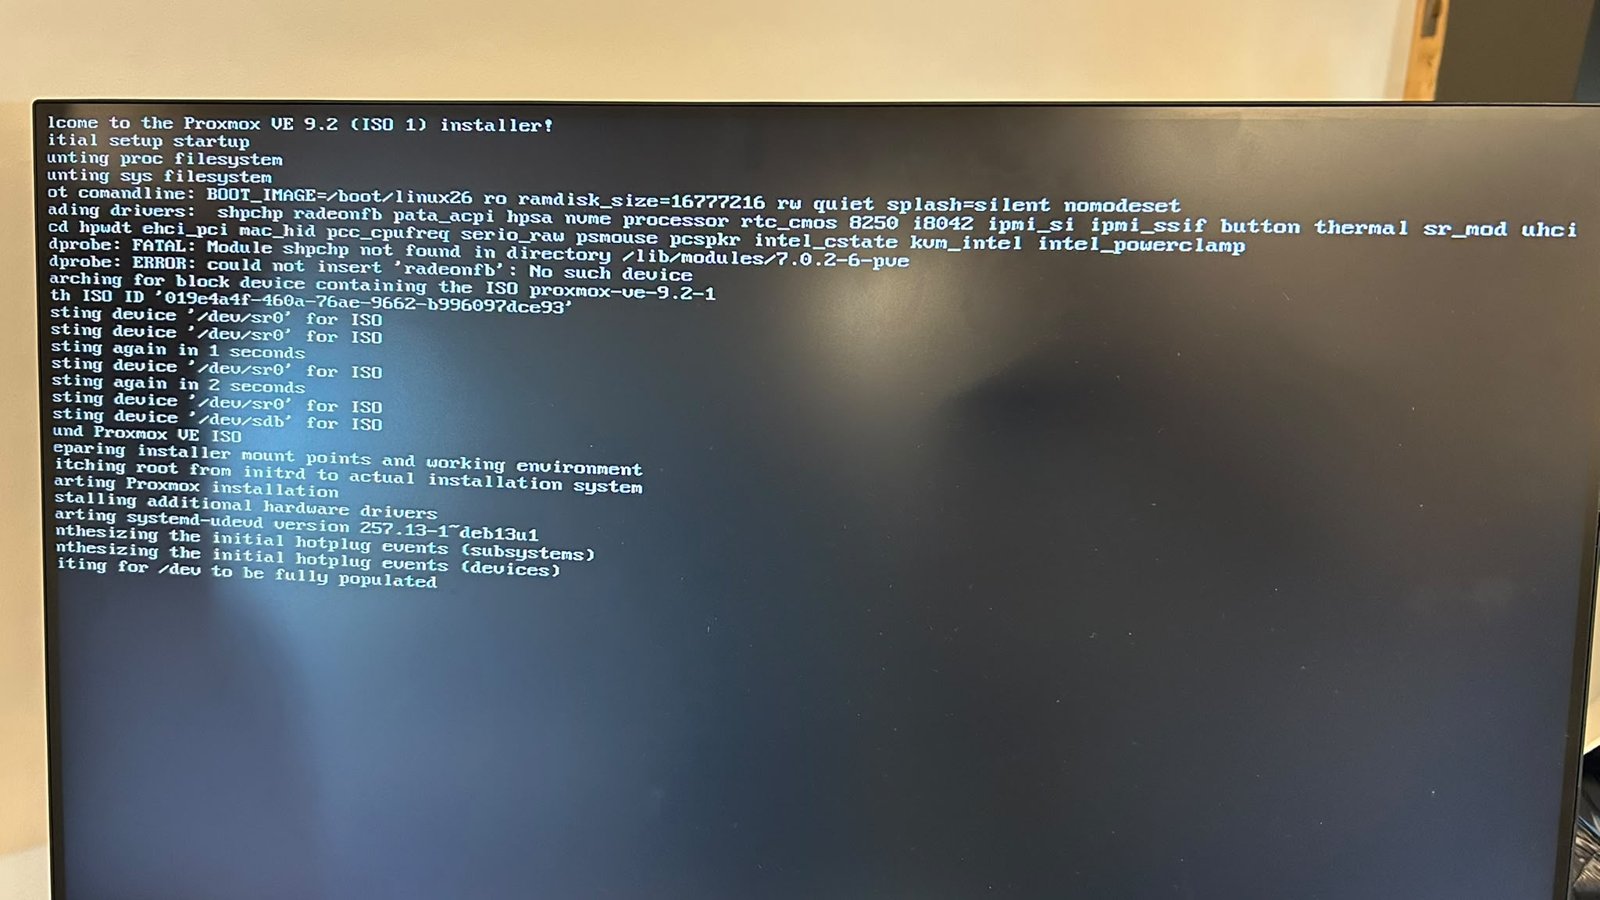 lcome to the Proxmox VE 9.2 (ISO 1) installer!
itial setup startup
unting proc filesystem
unting sys filesystem
ot comandline: BOOT_IMAGE=/boot/linux26 ro ramdisk_size=16777216 rw quiet splash=silent nomodeset
ading drivers:  shpchp radeonfb pata_acpi hpsa nvme processor rtc_cmos 8250 i8042 ipmi_si ipmi_ssif button thermal sr_mod uhci
cd hpwdt ehci_pci mac_hid pcc_cpufreq serio_raw psmouse pcspkr intel_cstate kvm_intel intel_powerclamp
dprobe: FATAL: Module shpchp not found in directory /lib/modules/7.0.2-6-pve
dprobe: ERROR: could not insert 'radeonfb': No such device
arching for block device containing the ISO proxmox-ve-9.2-1
th ISO ID '019e4a4f-460a-76ae-9662-b996097dce93'
sting device '/dev/sr0' for ISO
sting device '/dev/sr0' for ISO
sting again in 1 seconds
sting device '/dev/sr0' for ISO
sting again in 2 seconds
sting device '/dev/sr0' for ISO
sting device '/dev/sdb' for ISO
und Proxmox VE ISO
eparing installer mount points and working environment
itching root from initrd to actual installation system
arting Proxmox installation
stalling additional hardware drivers
arting systemd-udevd version 257.13-1~deb13u1
nthesizing the initial hotplug events (subsystems)
nthesizing the initial hotplug events (devices)
iting for /dev to be fully populated